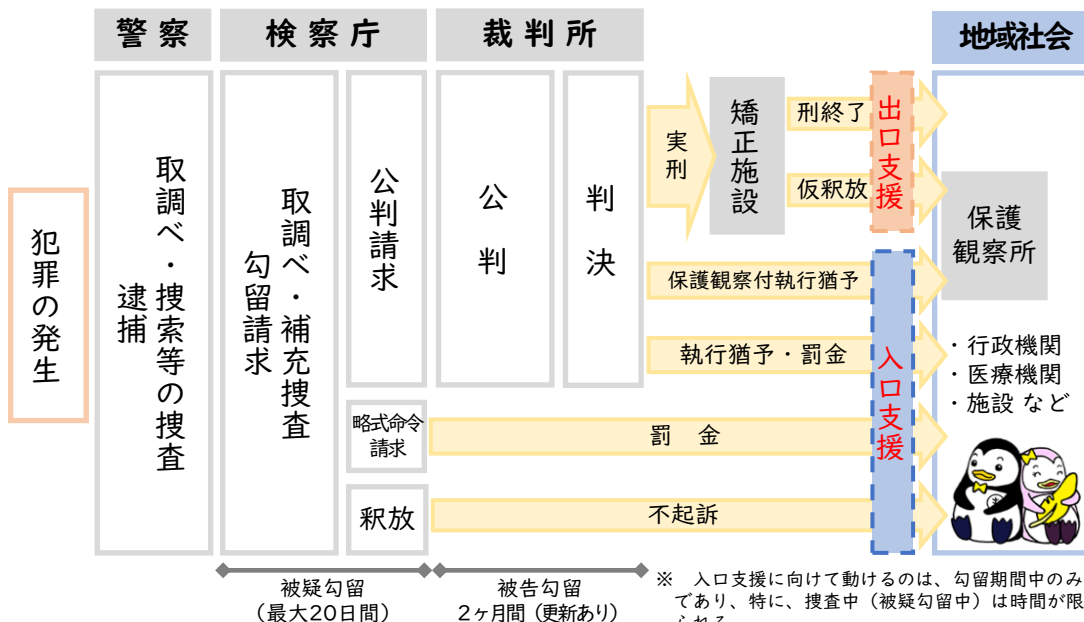 警察
検察庁
裁判所
地域社会
犯罪の発生
取調べ・捜索等の捜査
逮捕
取調べ・補充捜査
勾留請求
公判請求
略式命令
請求
釈放
公判
判決
実刑
矯正施設
刑終了
仮釈放
保護観察付執行猶予
執行猶予・罰金
罰 金
不起訴
出口支援
入口支援
保護
観察所
・行政機関
・医療機関
・施設 など
被疑勾留
(最大20日間)
被告勾留
2ヶ月間(更新あり)
※ 入口支援に向けて動けるのは、勾留期間中のみ
であり、特に、捜査中(被疑勾留中)は時間が限
られる